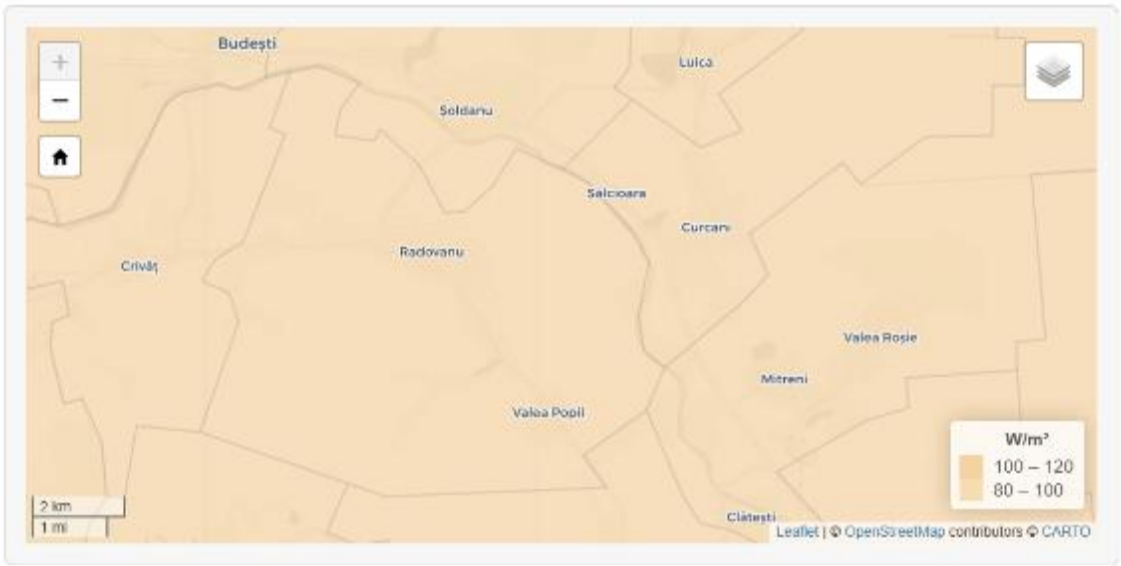 Budești
Luica
+
Șoldanu
−
Salcioara
Curcani
Radovanu
Crivăț
Valea Roșie
Mitreni
Valea Popii
W/m²
100 – 120
80 – 100
2 km
1 mi
Clătești
Leaflet | © OpenStreetMap contributors © CARTO